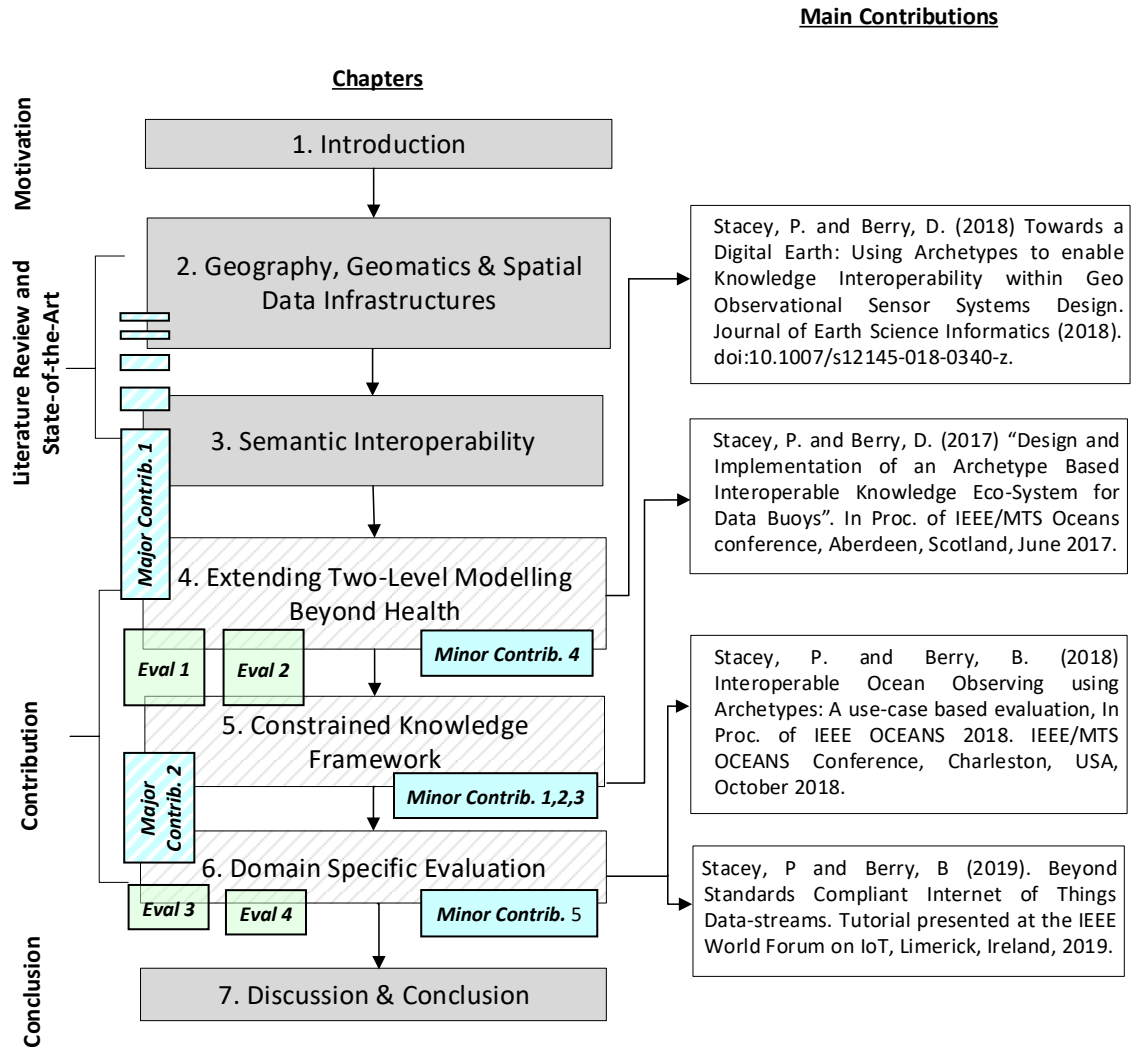 Main Contributions
Chapters
Motivation
1. Introduction
Literature Review and
State-of-the-Art
2. Geography, Geomatics & Spatial
Data Infrastructures
Stacey, P. and Berry, D. (2018) Towards a
Digital Earth: Using Archetypes to enable
Knowledge Interoperability within Geo
Observational Sensor Systems Design.
Journal of Earth Science Informatics (2018).
doi:10.1007/s12145-018-0340-z.
3. Semantic Interoperability
Major Contrib. 1
Stacey, P. and Berry, D. (2017) “Design and
Implementation of an Archetype Based
Interoperable Knowledge Eco-System for
Data Buoys”. In Proc. of IEEE/MTS Oceans
conference, Aberdeen, Scotland, June 2017.
4. Extending Two-Level Modelling
Beyond Health
Eval 1
Eval 2
Minor Contrib. 4
Contribution
5. Constrained Knowledge
Framework
Minor Contrib. 1,2,3
Major
Contrib. 2
Stacey, P. and Berry, B. (2018)
Interoperable Ocean Observing using
Archetypes: A use-case based evaluation, In
Proc. of IEEE OCEANS 2018. IEEE/MTS
OCEANS Conference, Charleston, USA,
October 2018.
6. Domain Specific Evaluation
Eval 3
Eval 4
Minor Contrib. 5
Stacey, P and Berry, B (2019). Beyond
Standards Compliant Internet of Things
Data-streams. Tutorial presented at the IEEE
World Forum on IoT, Limerick, Ireland, 2019.
Conclusion
7. Discussion & Conclusion